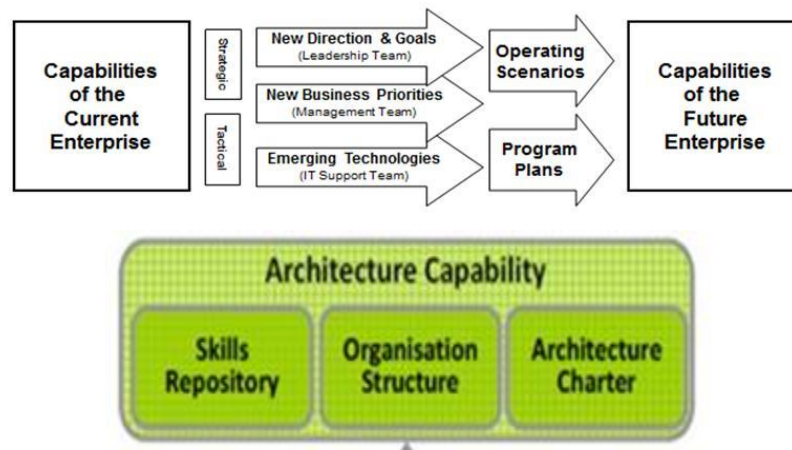 Capabilities
of the
Current
Enterprise
Strategic
Tactical
New Direction & Goals
(Leadership Team)
New Business Priorities
(Management Team)
Emerging Technologies
(IT Support Team)
Operating
Scenarios
Program
Plans
Capabilities
of the
Future
Enterprise
Architecture Capability
Skills
Repository
Organisation
Structure
Architecture
Charter